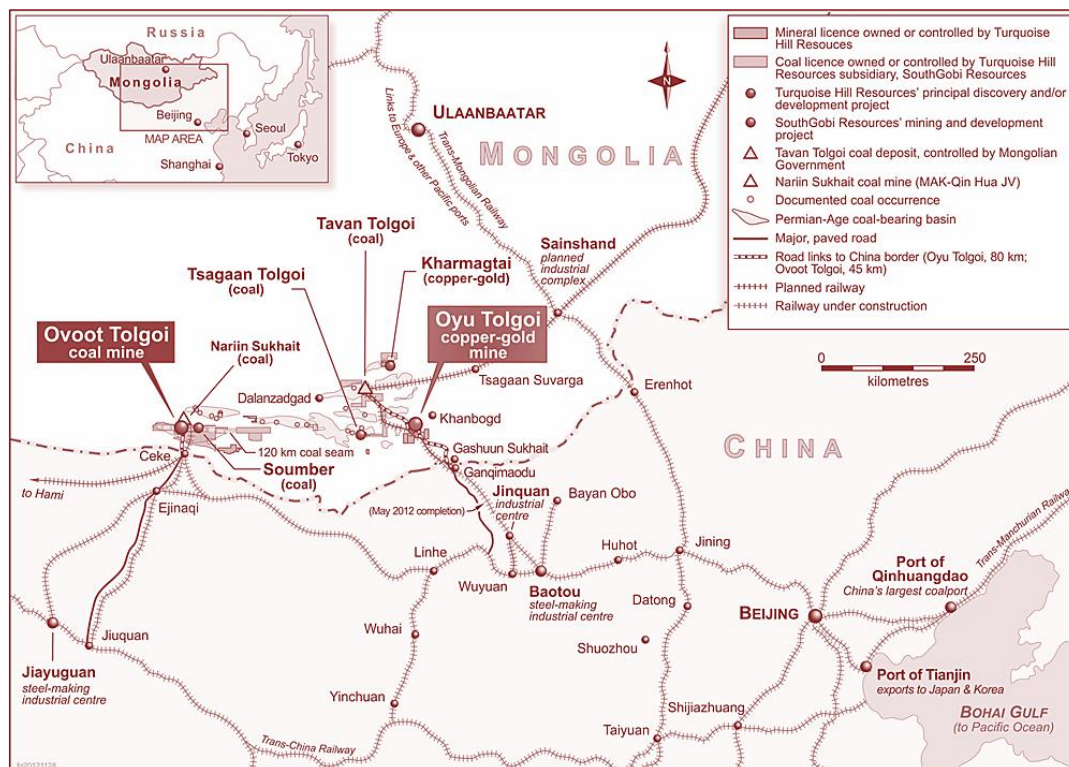 Russia
Ulaanbaatar
Mongolia
Beijing
MAP AREA
Seoul
China
Shanghai
Tokyo
Mineral licence owned or controlled by Turquoise
Hill Resouces
Coal licence owned or controlled by Turquoise Hill
Resources subsidiary, SouthGobi Resources
Turquoise Hill Resources' principal discovery and/or
development project
SouthGobi Resources' mining and development
project
Tavan Tolgoi coal deposit, controlled by Mongolian
Government
Nariin Sukhait coal mine (MAK-Qin Hua JV)
Documented coal occurrence
Permian-Age coal-bearing basin
Major, paved road
Road links to China border (Oyu Tolgoi, 80 km;
Ovoot Tolgoi, 45 km)
Planned railway
Railway under construction
0 250
kilometres
ULAANBAATAR
MONGOLIA
Links to Europe & other Pacific ports
Trans-Mongolian Railway
Tavan Tolgoi
(coal)
Sainshand
planned
industrial
complex
Kharmagtai
(copper-gold)
Tsagaan Tolgoi
(coal)
Oyu Tolgoi
copper-gold
mine
Ovoot Tolgoi
coal mine
Nariin Sukhait
(coal)
Tsagaan Suvarga
Erenhot
Dalanzadgad
Khanbogd
CHINA
120 km coal seam
Gashuun Sukhait
Ceke
Soumber
(coal)
Ganqimaodu
to Hami
Ejinaqi
Jinquan
industrial
centre
Bayan Obo
(May 2012 completion)
Linhe
Huhot
Jining
Wuyuan
Baotou
steel-making
industrial centre
Datong
BEIJING
Port of
Qinhuangdao
China's largest coalport
Trans-Manchurian Railway
Wuhai
Shuozhou
Jiuquan
Jiayuguan
steel-making
industrial centre
Port of Tianjin
exports to Japan & Korea
Yinchuan
Shijiazhuang
BOHAI GULF
(to Pacific Ocean)
Taiyuan
Trans-China Railway